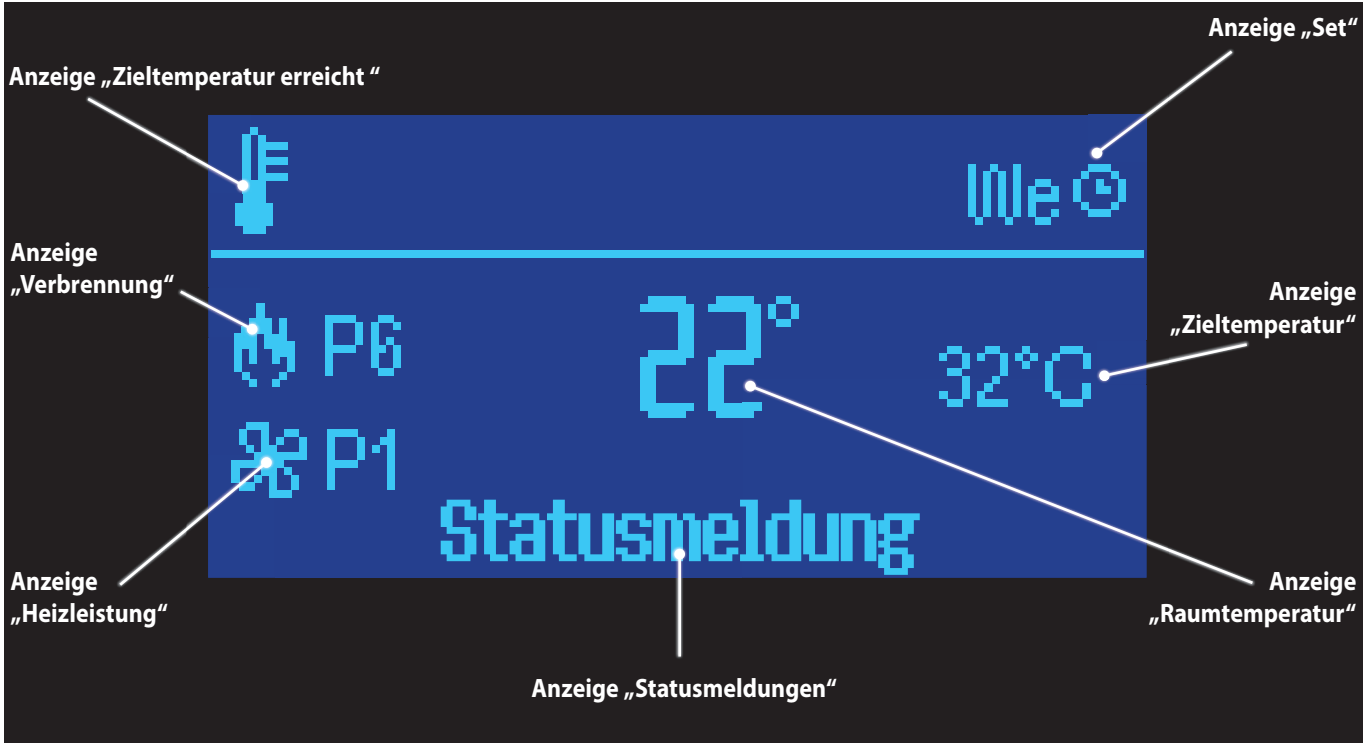 Anzeige „Set“
Anzeige „Zieltemperatur erreicht “
We
Anzeige
„Verbrennung“
Anzeige
„Zieltemperatur“
P6
22°
32°C
P1
Statusmeldung
Anzeige
„Heizleistung“
Anzeige
„Raumtemperatur“
Anzeige „Statusmeldungen“